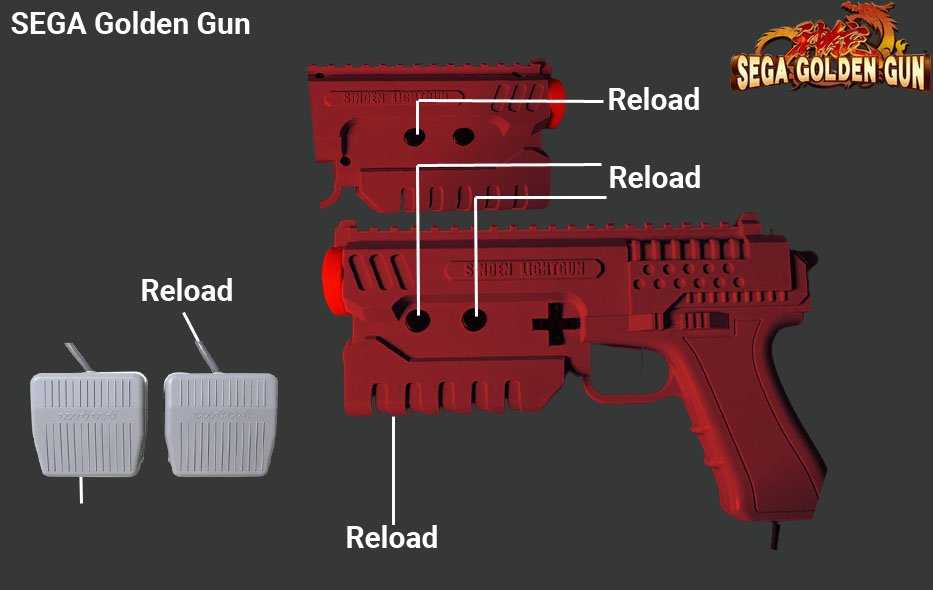 SEGA Golden Gun
SEGA GOLDEN GUN
SINDEN LIGHTGUN
Reload
Reload
SINDEN LIGHTGUN
Reload
Reload